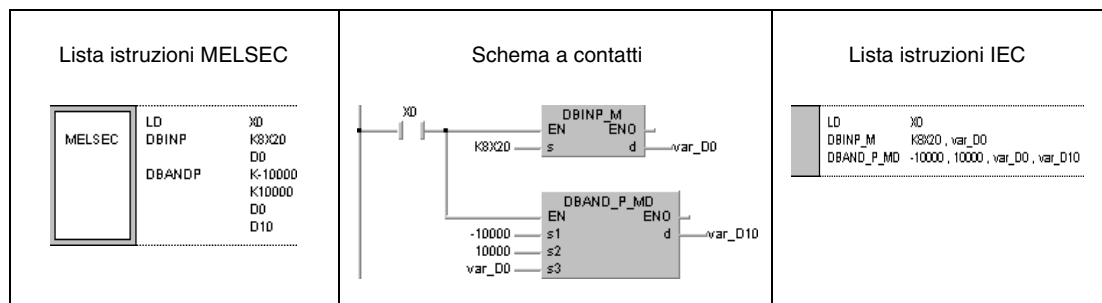 Lista istruzioni MELSEC
MELSEC
LD X0
DBINP K8X20
D0
DBANDP K-10000
K10000
D0
D10
Schema a contatti
X0
DBINP_M
EN ENO
K8X20 s d var_D0
DBAND_P_MD
EN ENO
-10000 s1 d var_D10
10000 s2
var_D0 s3
Lista istruzioni IEC
LD X0
DBINP_M K8X20 , var_D0
DBAND_P_MD -10000 , 10000 , var_D0 , var_D10